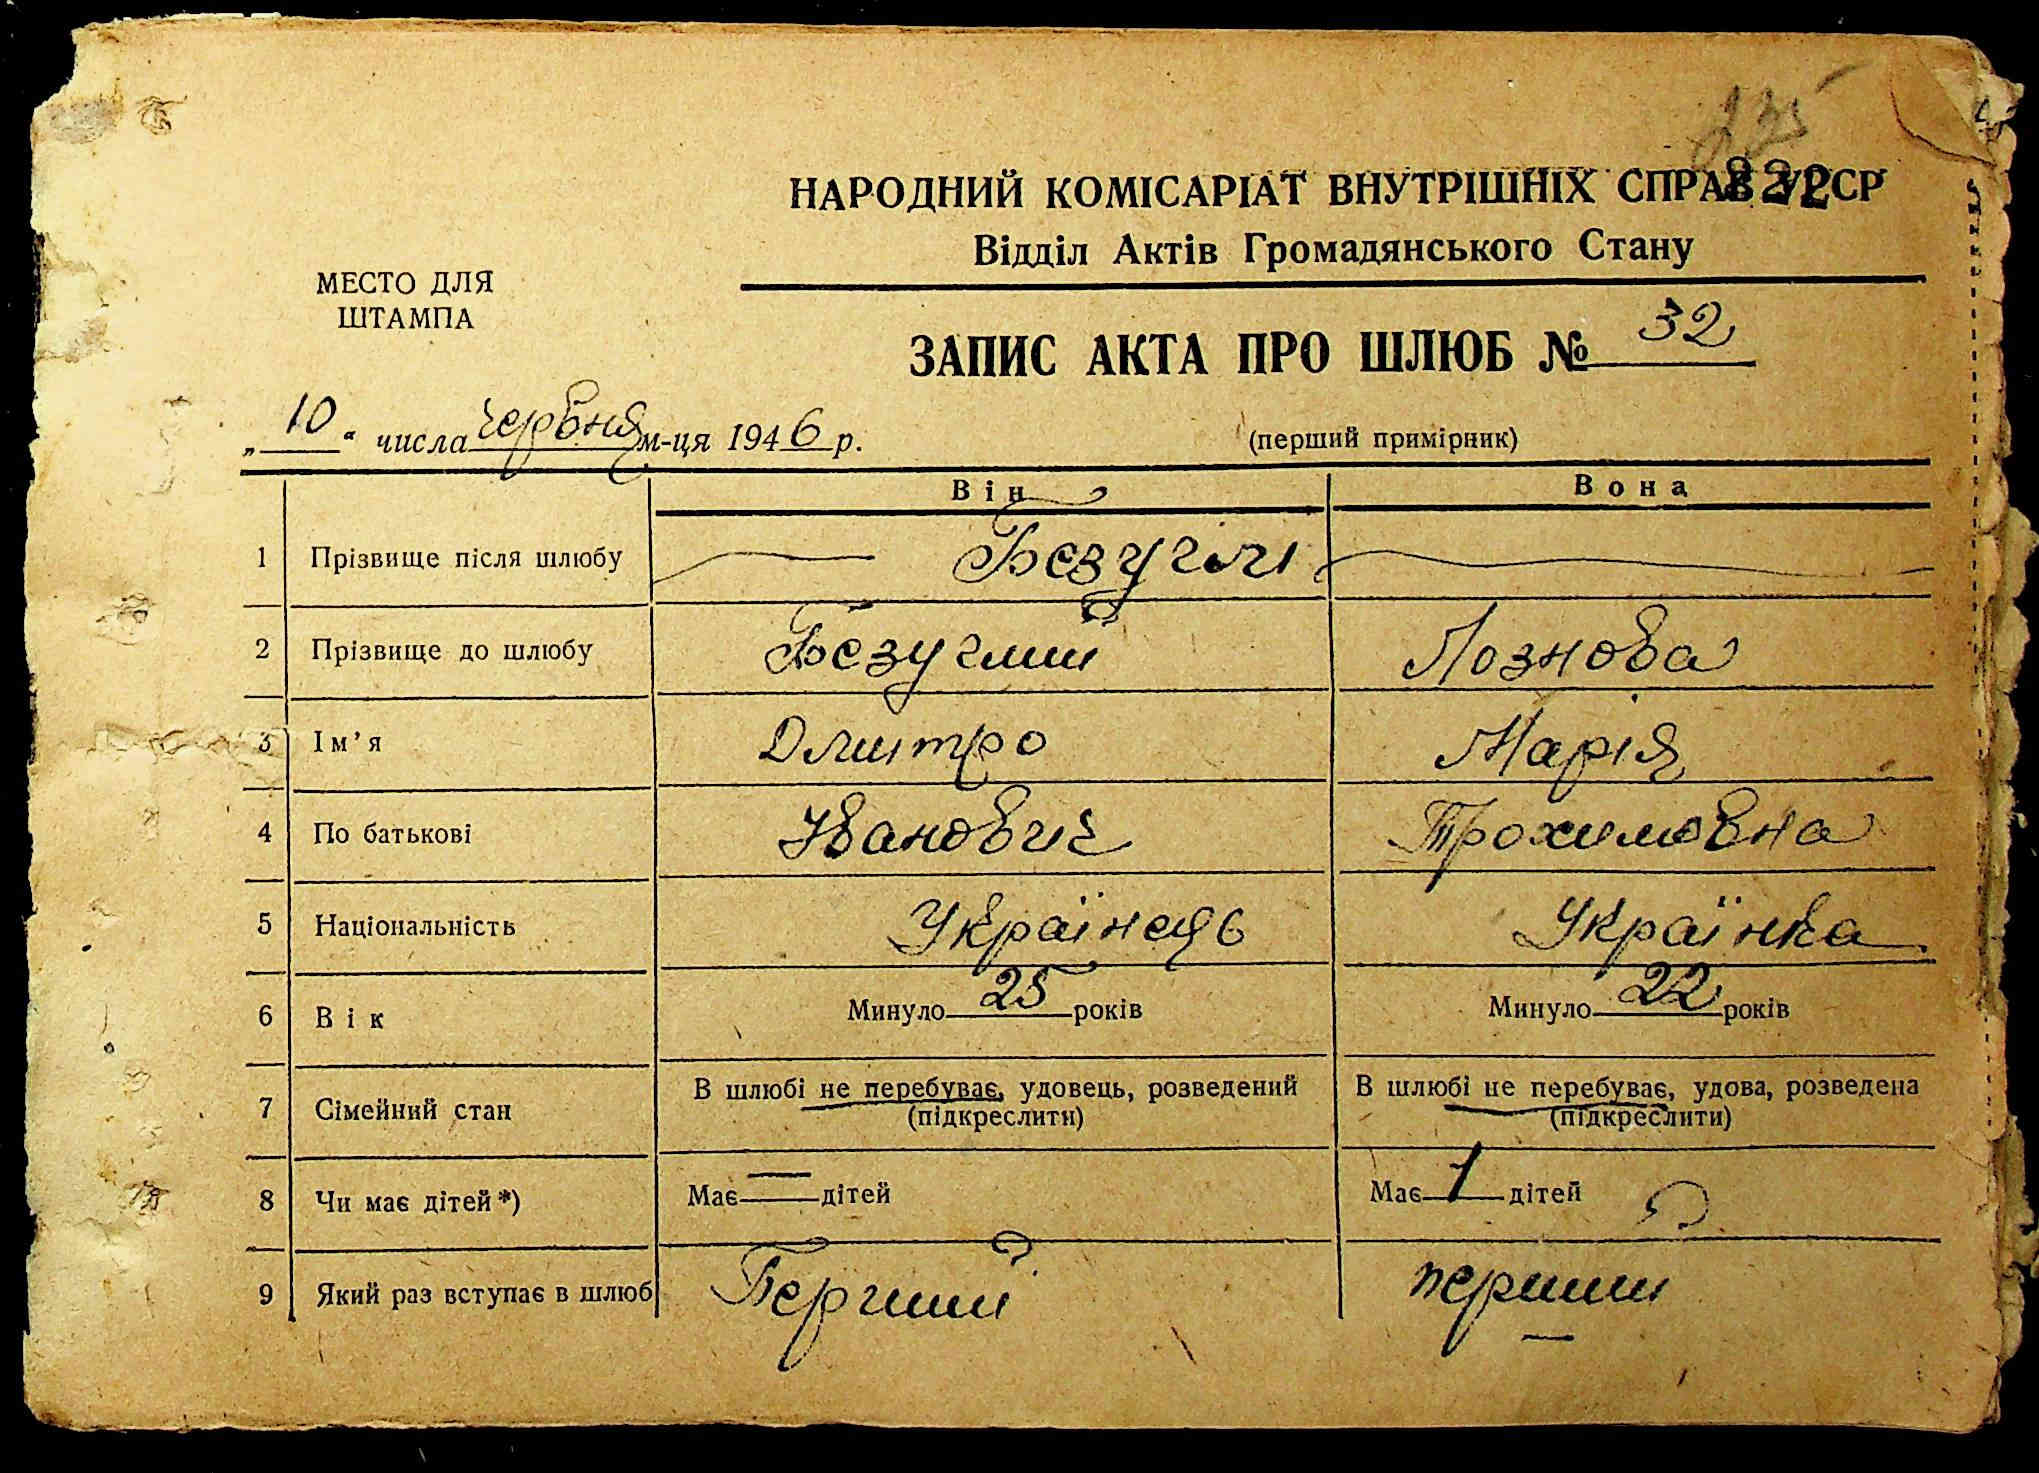 235
822
НАРОДНИЙ КОМІСАРІАТ ВНУТРІШНІХ СПРАВ УРСР
Відділ Актів Громадянського Стану
МЕСТО ДЛЯ
ШТАМПА
ЗАПИС АКТА ПРО ШЛЮБ № 32
„10“ числа червня м-ця 1946 р.
(перший примірник)
Він Вона
1 Прізвище після шлюбу Безуглі
2 Прізвище до шлюбу Безуглий Лознова
3 Ім’я Дмитро Марія
4 По батькові Іванович Трохимовна
5 Національність Українець Українка
6 Вік Минуло 25 років Минуло 22 років
7 Сімейний стан В шлюбі не перебуває, удовець, розведений В шлюбі не перебуває, удова, розведена
(підкреслити) (підкреслити)
8 Чи має дітей*) Має — дітей Має 1 дітей
9 Який раз вступає в шлюб Перший перший